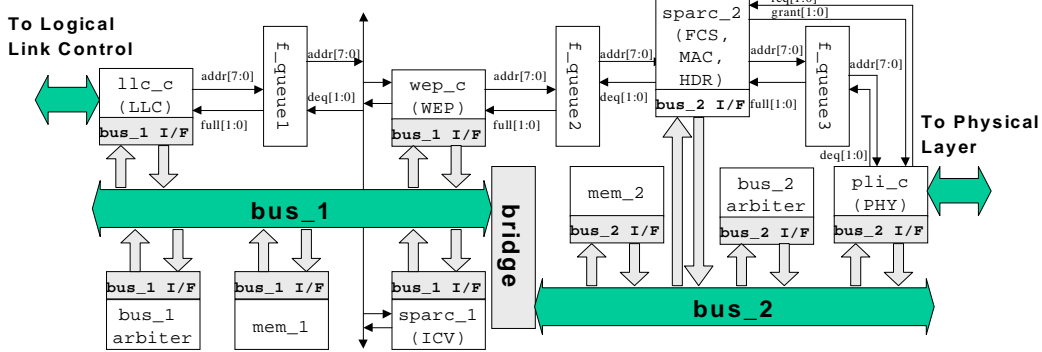 To Logical
Link Control
llc_c
(LLC)
bus_1 I/F
addr[7:0]
full[1:0]
f_queue1
addr[7:0]
deq[1:0]
wep_c
(WEP)
bus_1 I/F
addr[7:0]
full[1:0]
f_queue2
addr[7:0]
deq[1:0]
sparc_2
(FCS,
MAC,
HDR)
bus_2 I/F
req[1:0]
grant[1:0]
addr[7:0]
full[1:0]
f_queue3
addr[7:0]
deq[1:0]
To Physical
Layer
pli_c
(PHY)
bus_2 I/F
mem_2
bus_2 I/F
bus_2
arbiter
bus_2 I/F
bus_1
bridge
bus_2
bus_1 I/F
bus_1
arbiter
bus_1 I/F
mem_1
bus_1 I/F
sparc_1
(ICV)